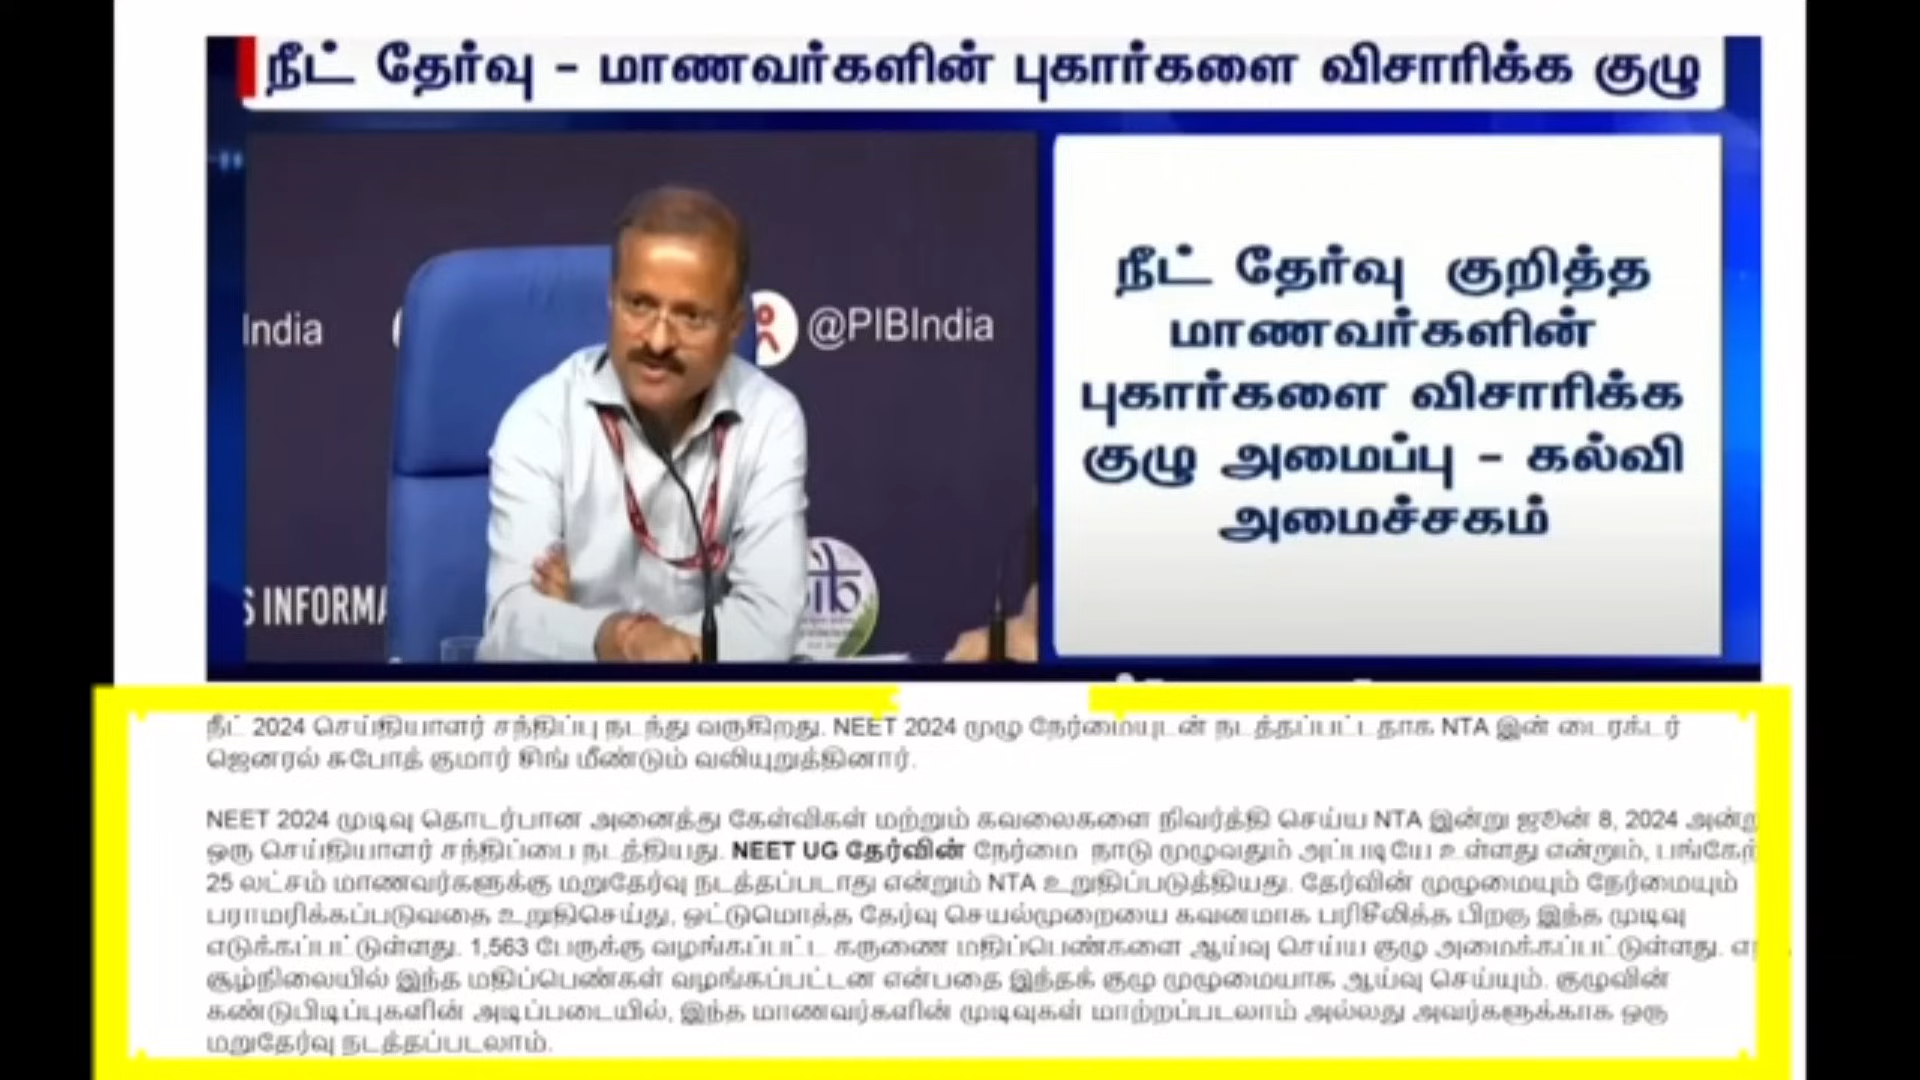 நீட் தேர்வு - மாணவர்களின் புகார்களை விசாரிக்க குழு
நீட் தேர்வு குறித்த
மாணவர்களின்
புகார்களை விசாரிக்க
குழு அமைப்பு - கல்வி
அமைச்சகம்
India
@PIBIndia
S INFORMA
நீட் 2024 செய்தியாளர் சந்திப்பு நடந்து வருகிறது. NEET 2024 முழு நேர்மையுடன் நடத்தப்பட்டதாக NTA இன் டைரக்டர்
ஜெனரல் சுபோத் குமார் சிங் மீண்டும் வலியுறுத்தினார்.
NEET 2024 முடிவு தொடர்பான அனைத்து கேள்விகள் மற்றும் கவலைகளை நிவர்த்தி செய்ய NTA இன்று ஜூன் 8, 2024 அன்று
ஒரு செய்தியாளர் சந்திப்பை நடத்தியது. NEET UG தேர்வின் நேர்மை நாடு முழுவதும் அப்படியே உள்ளது என்றும்,
25 லட்சம் மாணவர்களுக்கு மறுதேர்வு நடத்தப்படாது என்றும் NTA உறுதிப்படுத்தியது. தேர்வின் முழுமையும் நேர்மையும்
பராமரிக்கப்படுவதை உறுதிசெய்து, ஒட்டுமொத்த தேர்வு செயல்முறையை கவனமாக பரிசீலித்த பிறகு இந்த முடிவு
எடுக்கப்பட்டுள்ளது. 1,563 பேருக்கு வழங்கப்பட்ட கருணை மதிப்பெண்களை ஆய்வு செய்ய குழு அமைக்கப்பட்டுள்ளது.
சூழ்நிலையில் இந்த மதிப்பெண்கள் வழங்கப்பட்டன என்பதை இந்தக் குழு முழுமையாக ஆய்வு செய்யும். குழுவின்
கண்டுபிடிப்புகளின் அடிப்படையில், இந்த மாணவர்களின் முடிவுகள் மாற்றப்படலாம் அல்லது அவர்களுக்காக ஒரு
மறுதேர்வு நடத்தப்படலாம்.